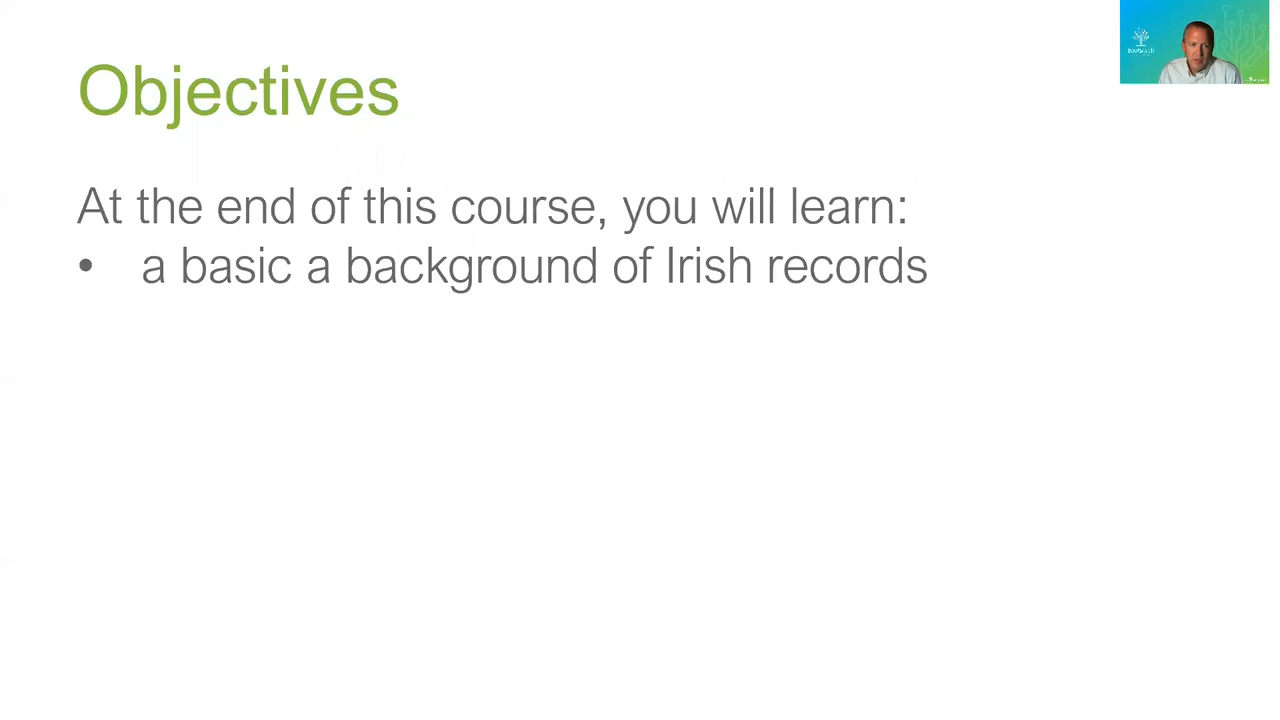 Objectives
At the end of this course, you will learn:
• a basic a background of Irish records